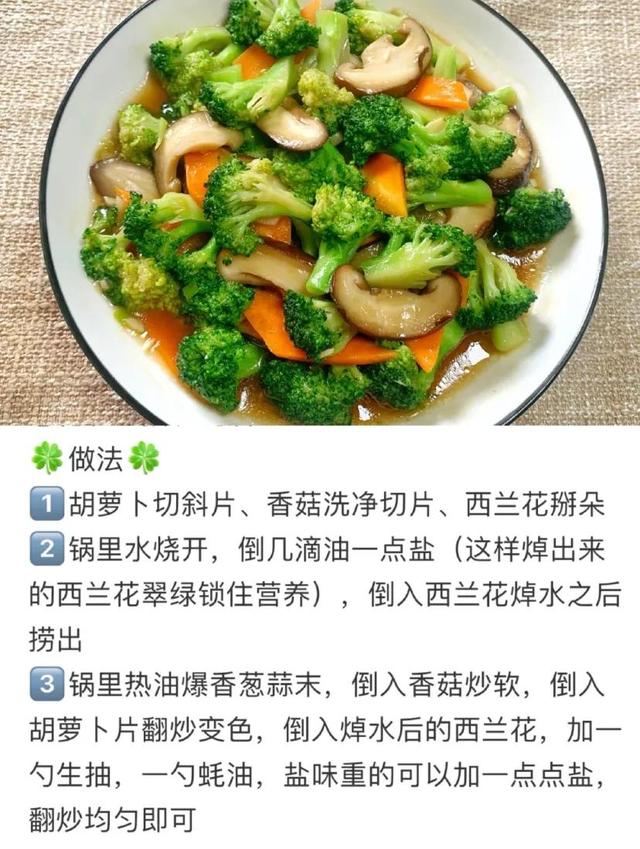 🍀做法🍀
1️⃣胡萝卜切斜片、香菇洗净切片、西兰花掰朵
2️⃣锅里水烧开，倒几滴油一点盐（这样焯出来
的西兰花翠绿锁住营养），倒入西兰花焯水之后
捞出
3️⃣锅里热油爆香葱蒜末，倒入香菇炒软，倒入
胡萝卜片翻炒变色，倒入焯水后的西兰花，加一
勺生抽，一勺蚝油，盐味重的可以加一点点盐，
翻炒均匀即可